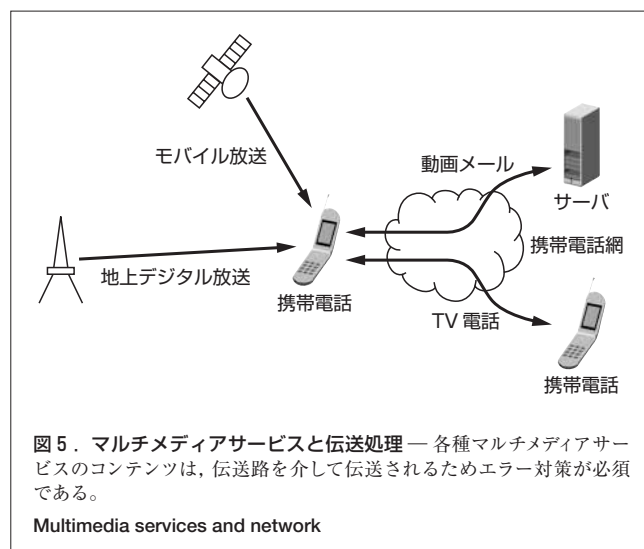 モバイル放送
動画メール
サーバ
地上デジタル放送
携帯電話網
携帯電話
TV 電話
携帯電話
図5．マルチメディアサービスと伝送処理 — 各種マルチメディアサー
ビスのコンテンツは，伝送路を介して伝送されるためエラー対策が必須
である。
Multimedia services and network